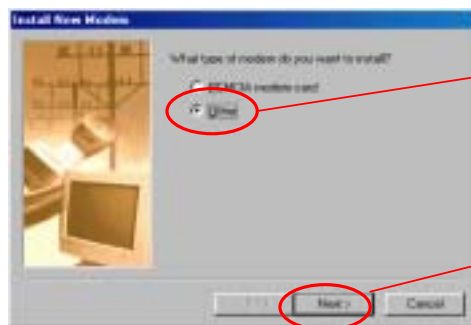 Install New Modem
What type of modem do you want to install?
PCMCIA modem card
Other
Next >
Cancel